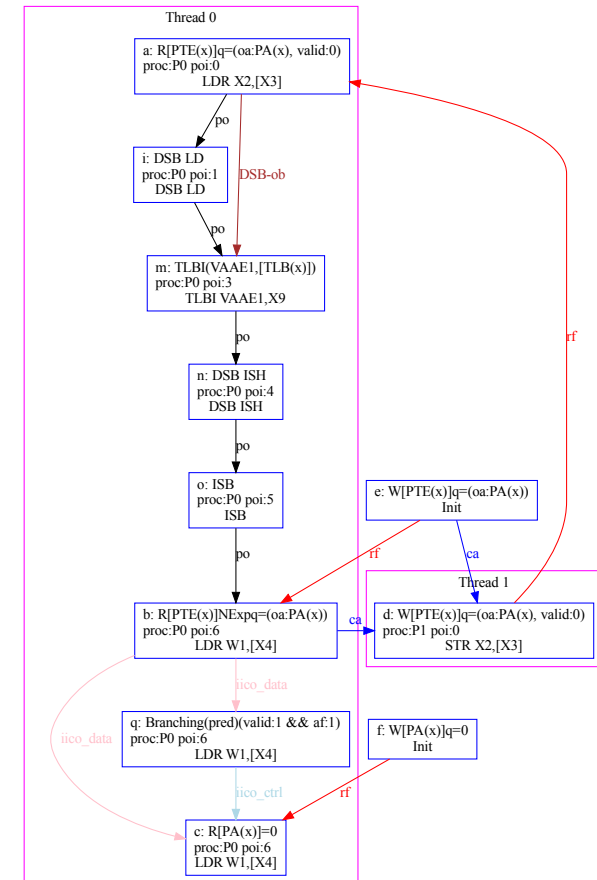 Thread 0
a: R[PTE(x)]q=(oa:PA(x), valid:0)
proc:P0 poi:0
LDR X2,[X3]
po
i: DSB LD
proc:P0 poi:1
DSB LD
DSB-ob
po
m: TLBI(VAAE1,[TLB(x)])
proc:P0 poi:3
TLBI VAAE1,X9
po
rf
n: DSB ISH
proc:P0 poi:4
DSB ISH
po
o: ISB
proc:P0 poi:5
ISB
e: W[PTE(x)]q=(oa:PA(x))
Init
po
rf
ca
Thread 1
b: R[PTE(x)]NExpq=(oa:PA(x))
proc:P0 poi:6
LDR W1,[X4]
ca
d: W[PTE(x)]q=(oa:PA(x), valid:0)
proc:P1 poi:0
STR X2,[X3]
iico_data
iico_data
q: Branching(pred)(valid:1 && af:1)
proc:P0 poi:6
LDR W1,[X4]
f: W[PA(x)]q=0
Init
iico_ctrl
rf
c: R[PA(x)]=0
proc:P0 poi:6
LDR W1,[X4]